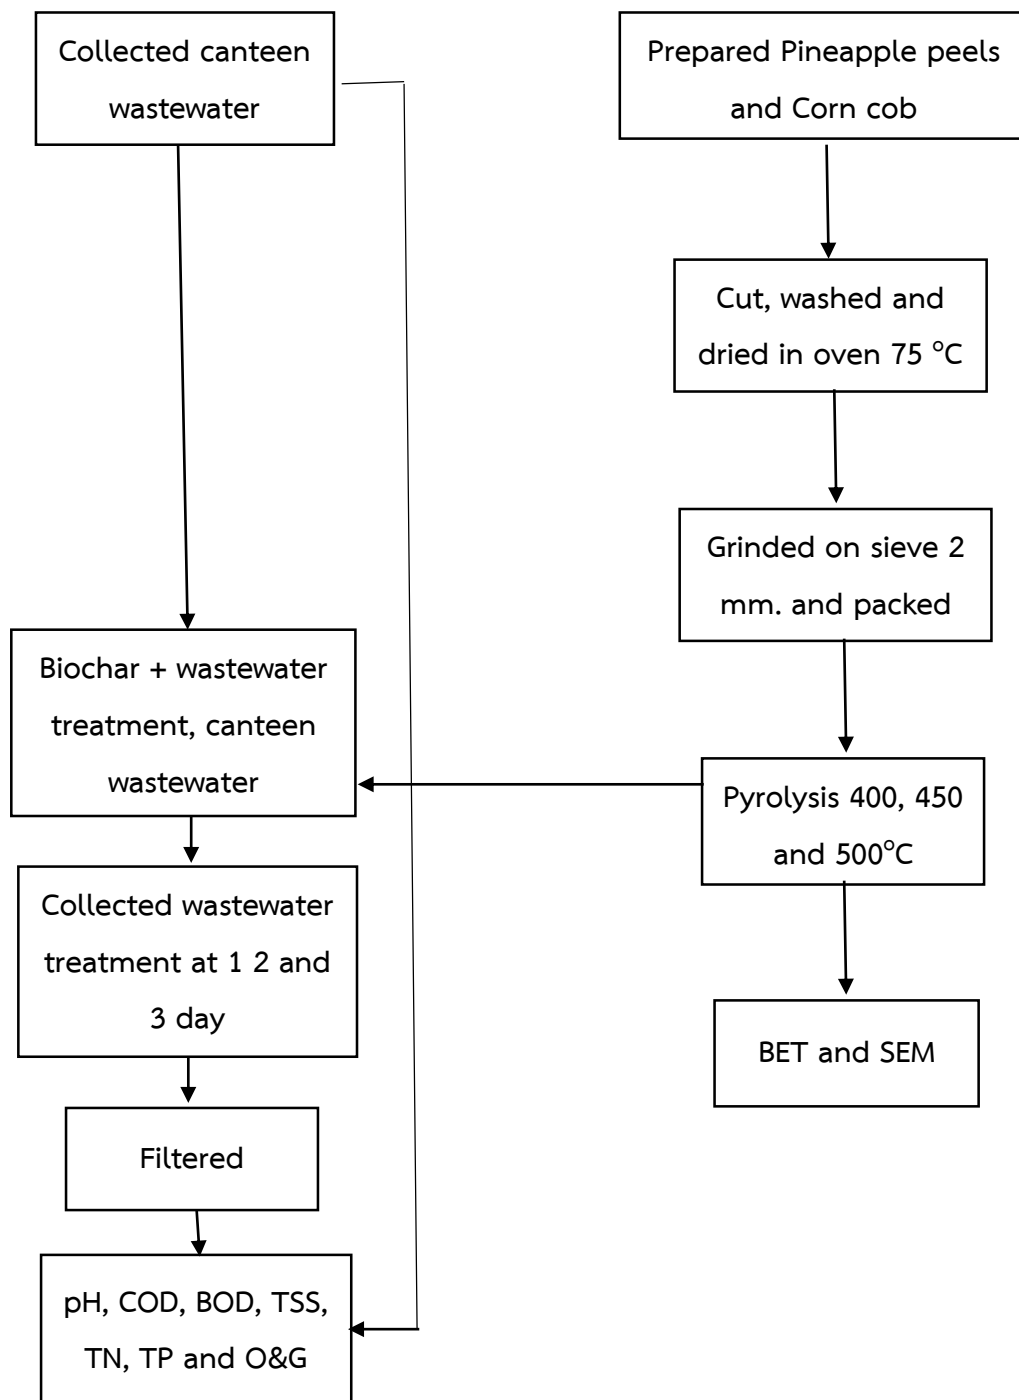 Collected canteen
wastewater
Prepared Pineapple peels
and Corn cob
Cut, washed and
dried in oven 75 °C
Grinded on sieve 2
mm. and packed
Biochar + wastewater
treatment, canteen
wastewater
Pyrolysis 400, 450
and 500°C
Collected wastewater
treatment at 1 2 and
3 day
BET and SEM
Filtered
pH, COD, BOD, TSS,
TN, TP and O&G